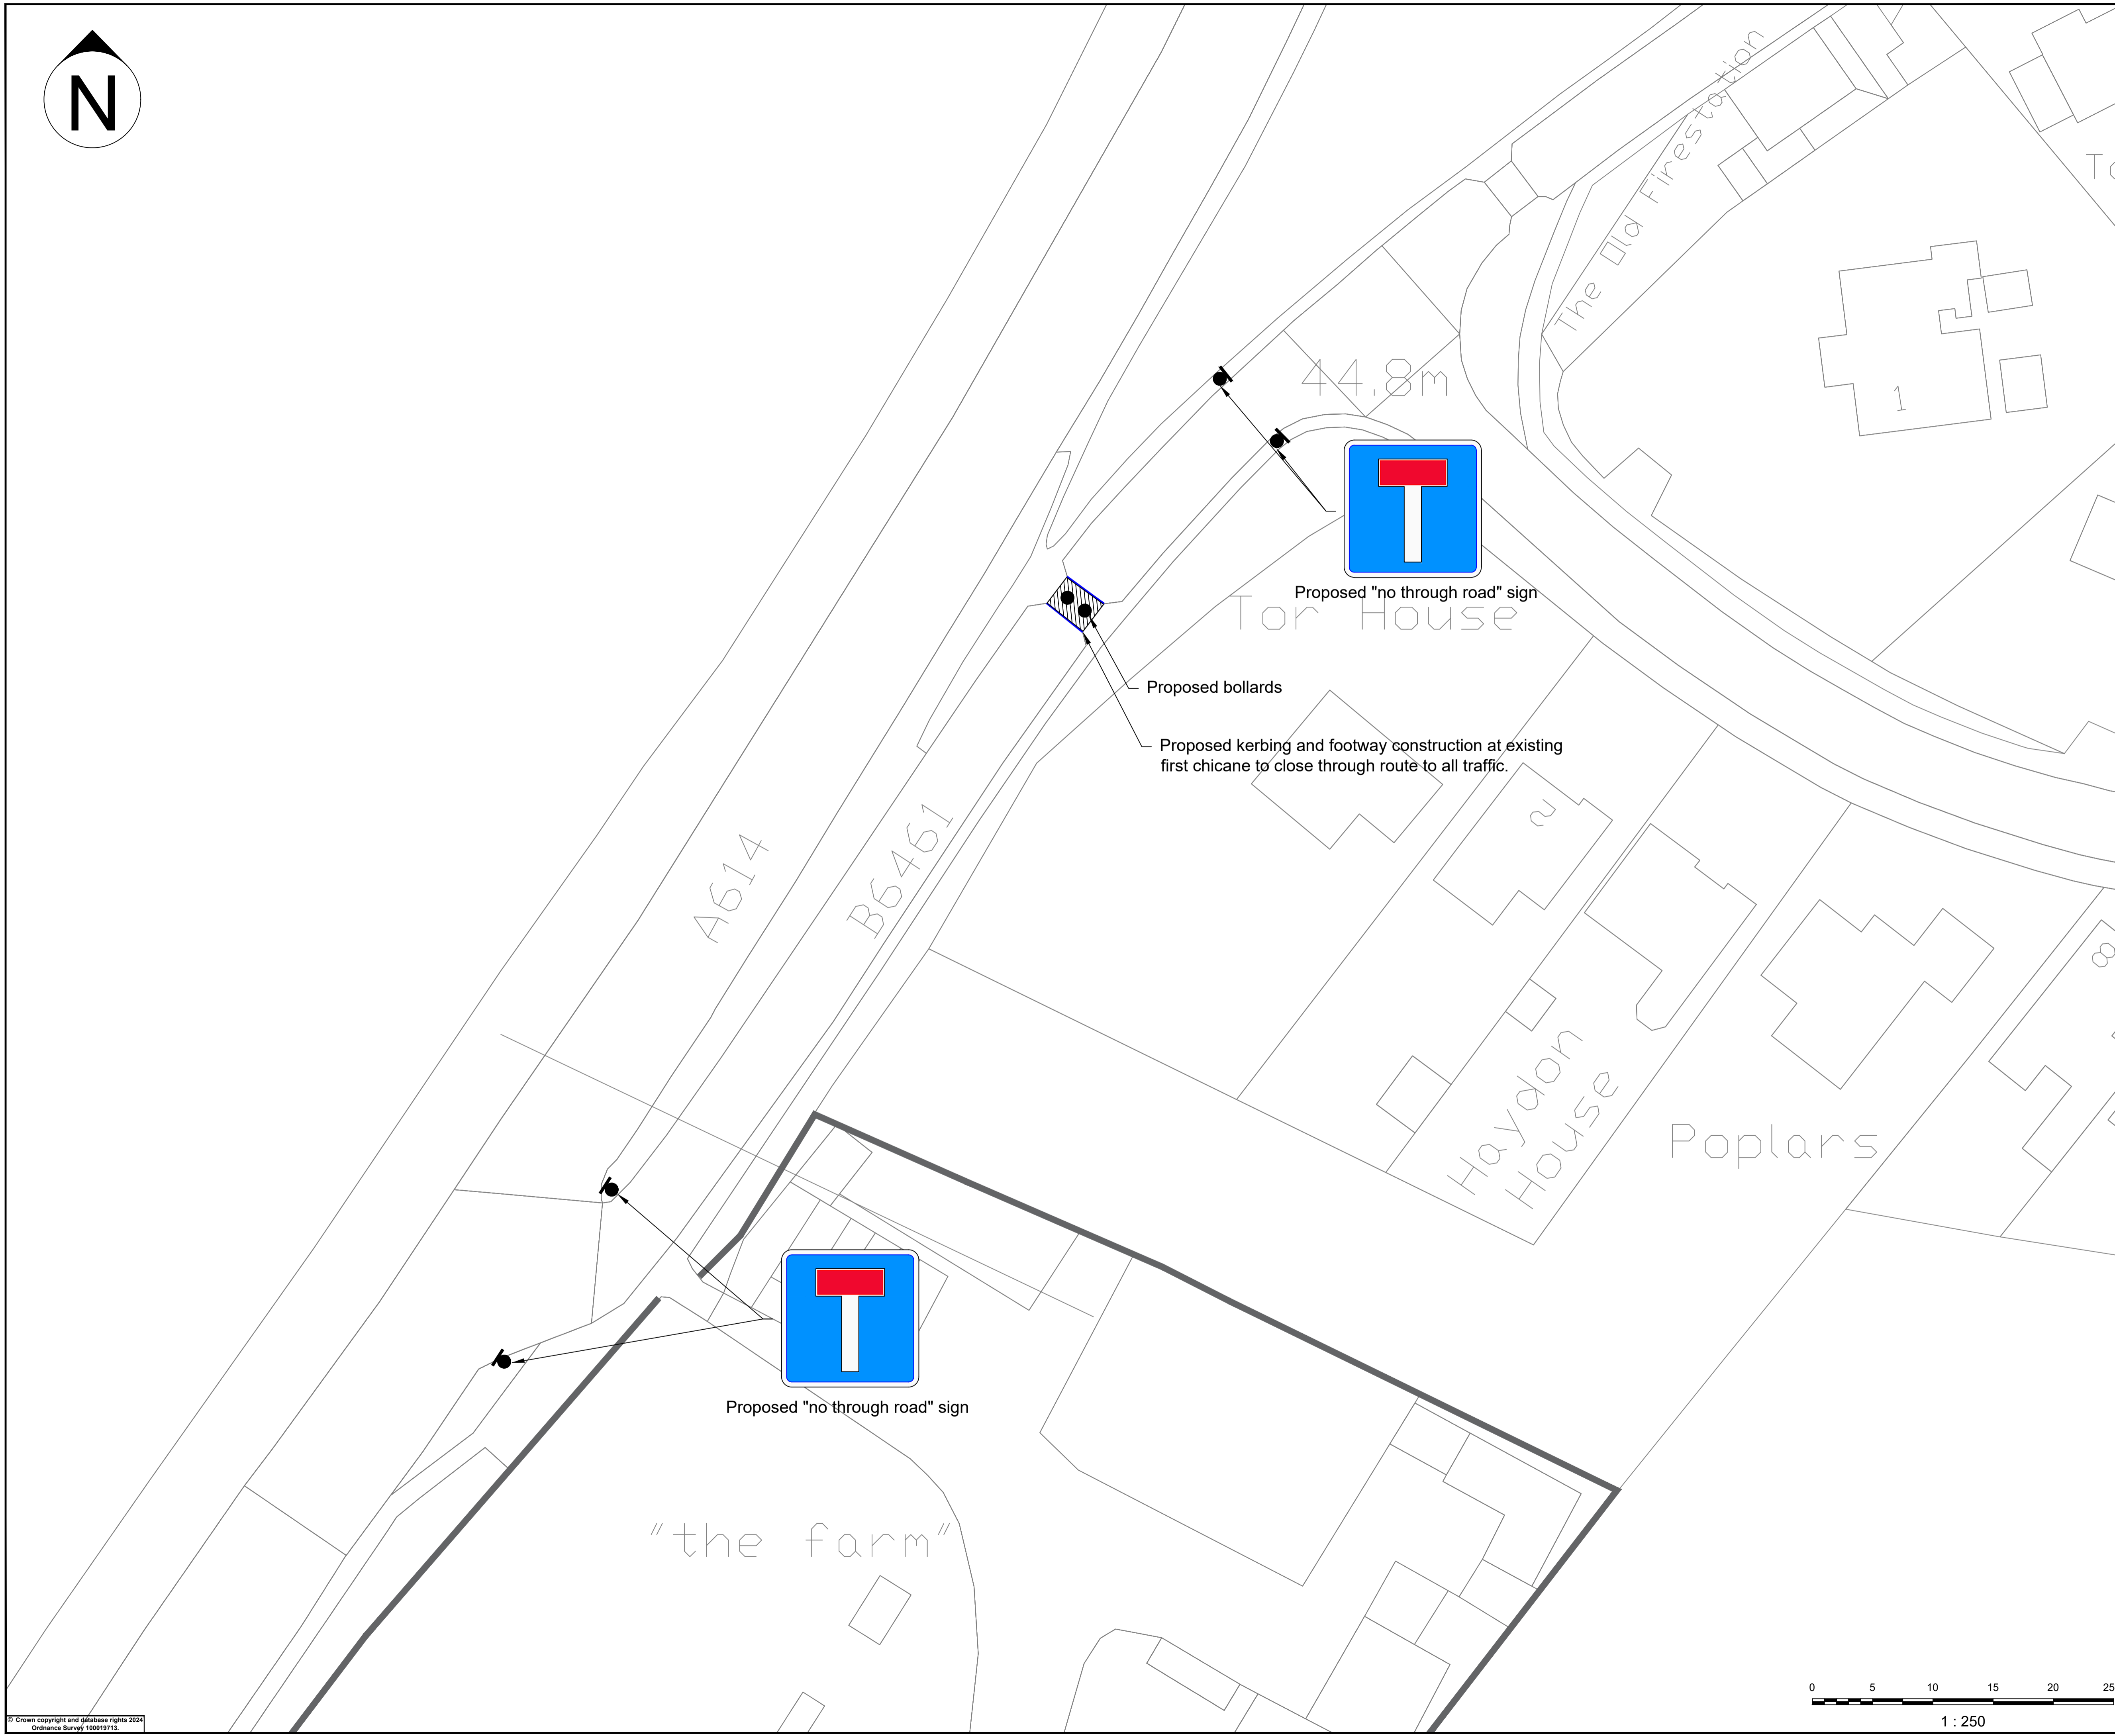 N
The Old Firestation
44.8m
1
Proposed "no through road" sign
Tor House
Proposed bollards
Proposed kerbing and footway construction at existing
first chicane to close through route to all traffic.
2
A614
B6461
8
Haydon
House
Poplars
Proposed "no through road" sign
"the farm"
0 5 10 15 20 25
1 : 250
© Crown copyright and database rights 2024
Ordnance Survey 100019713.